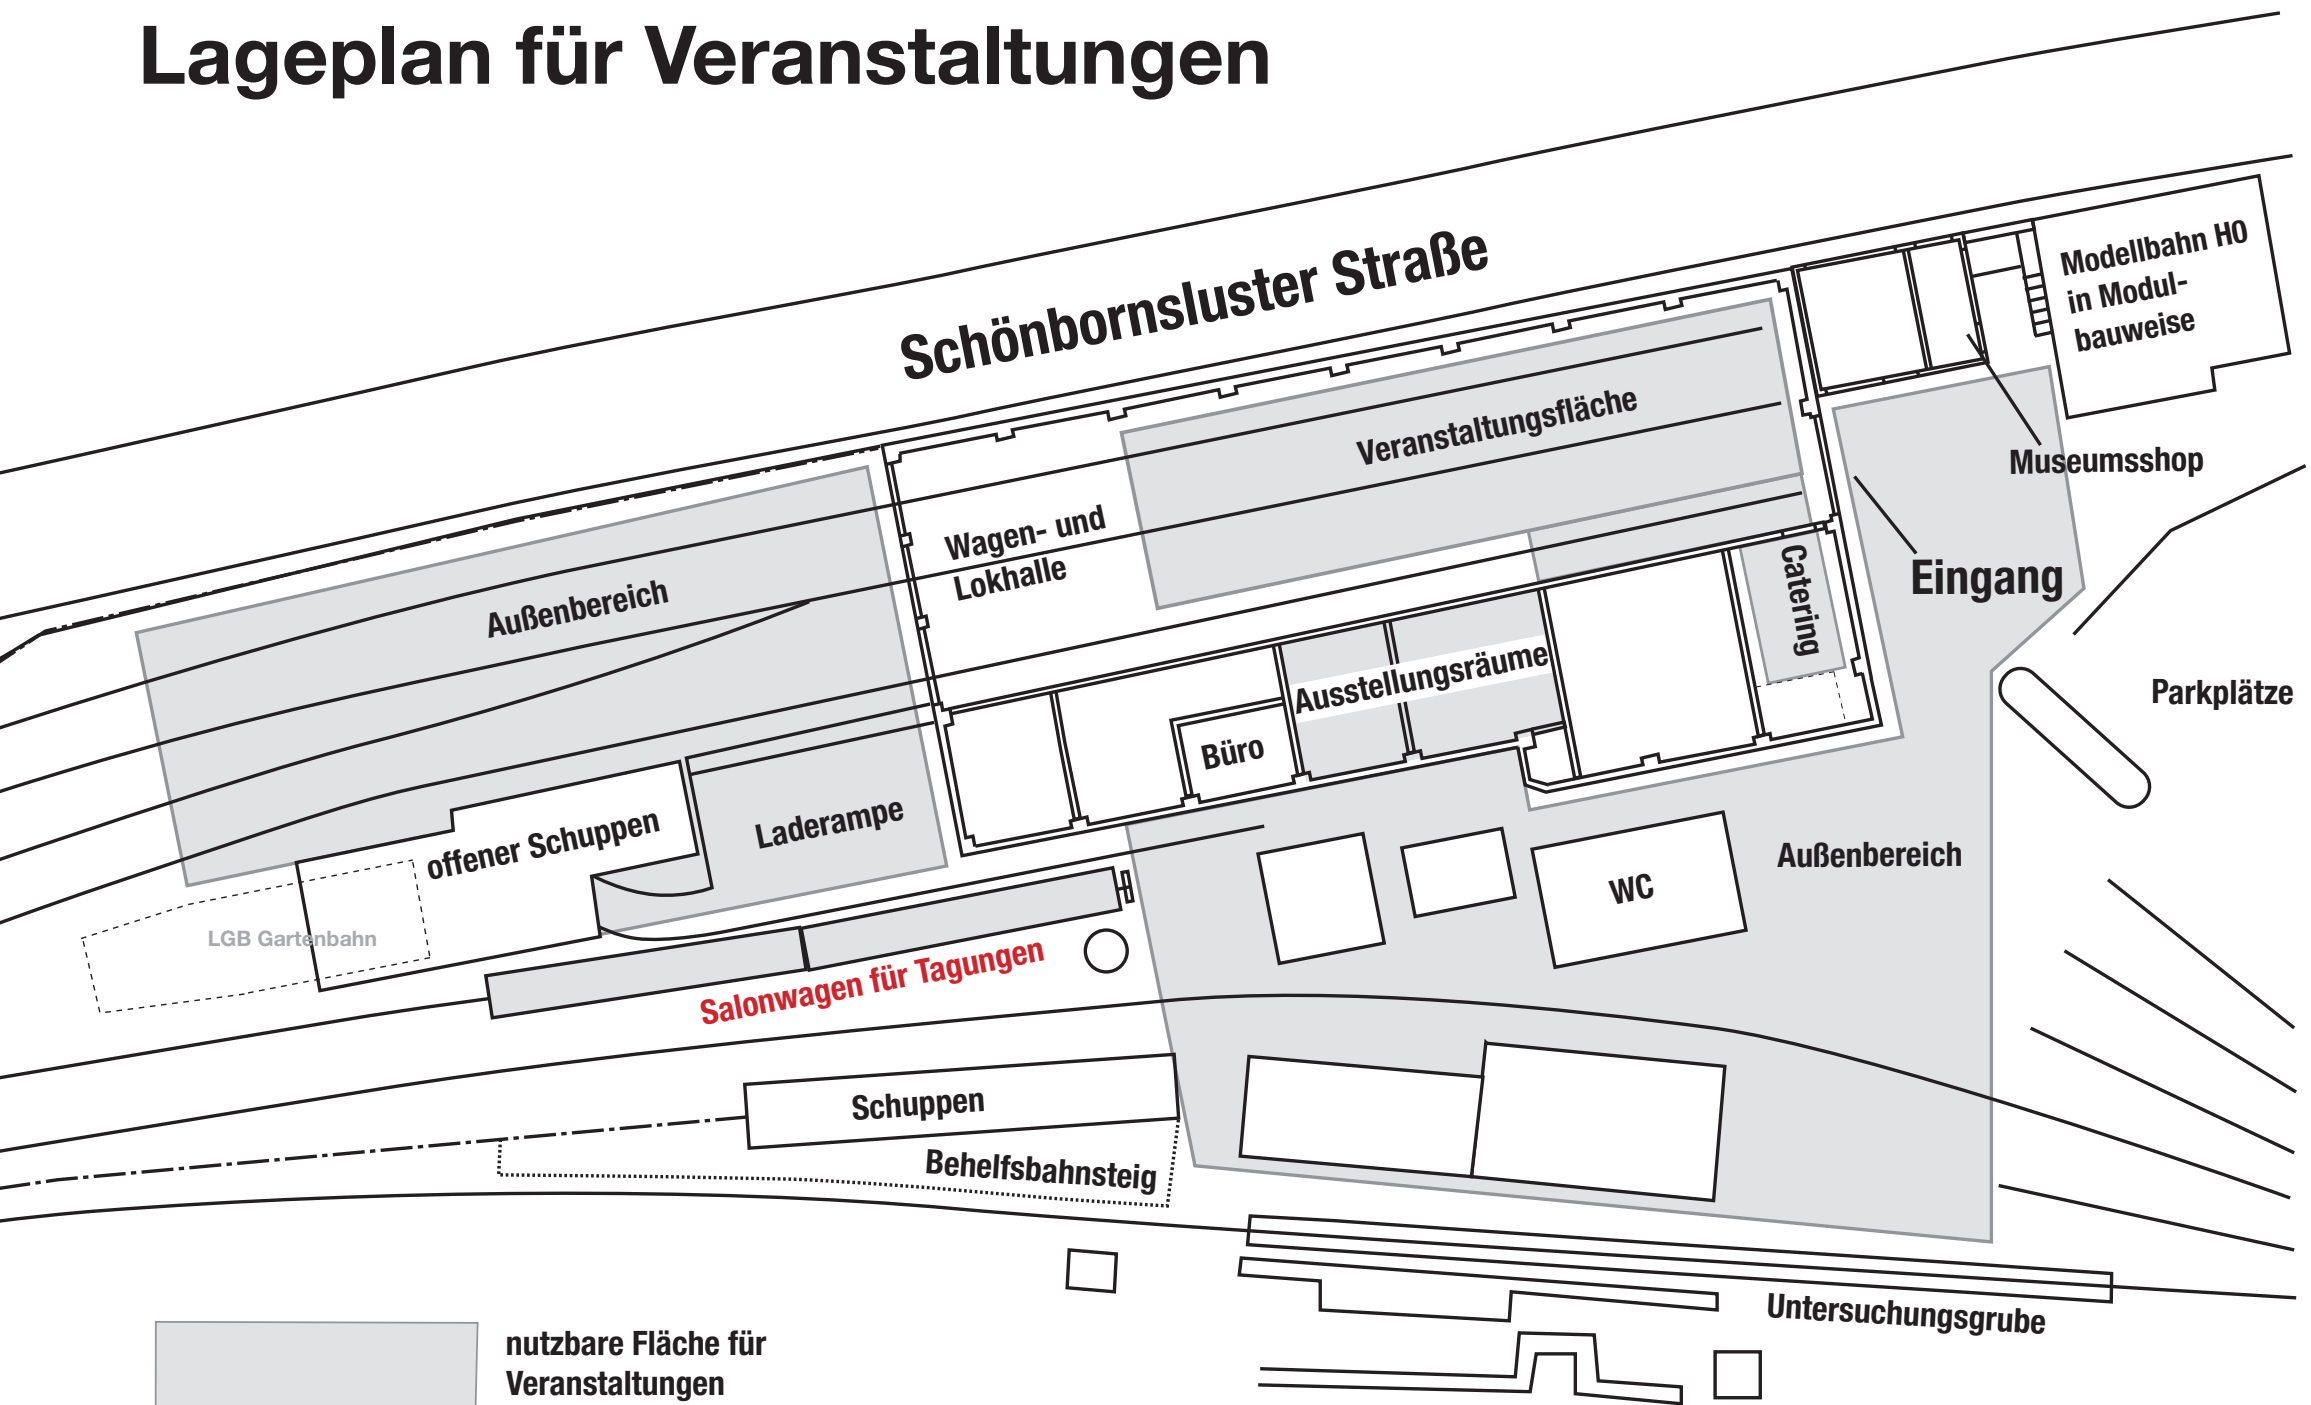 Lageplan für Veranstaltungen
Schönbornsluster Straße
Modellbahn H0
in Modul-
bauweise
Veranstaltungsfläche
Museumsshop
Wagen- und
Lokhalle
Eingang
Außenbereich
Catering
Ausstellungsräume
Parkplätze
Büro
Laderampe
offener Schuppen
Außenbereich
WC
LGB Gartenbahn
Salonwagen für Tagungen
Schuppen
Behelfsbahnsteig
Untersuchungsgrube
nutzbare Fläche für
Veranstaltungen